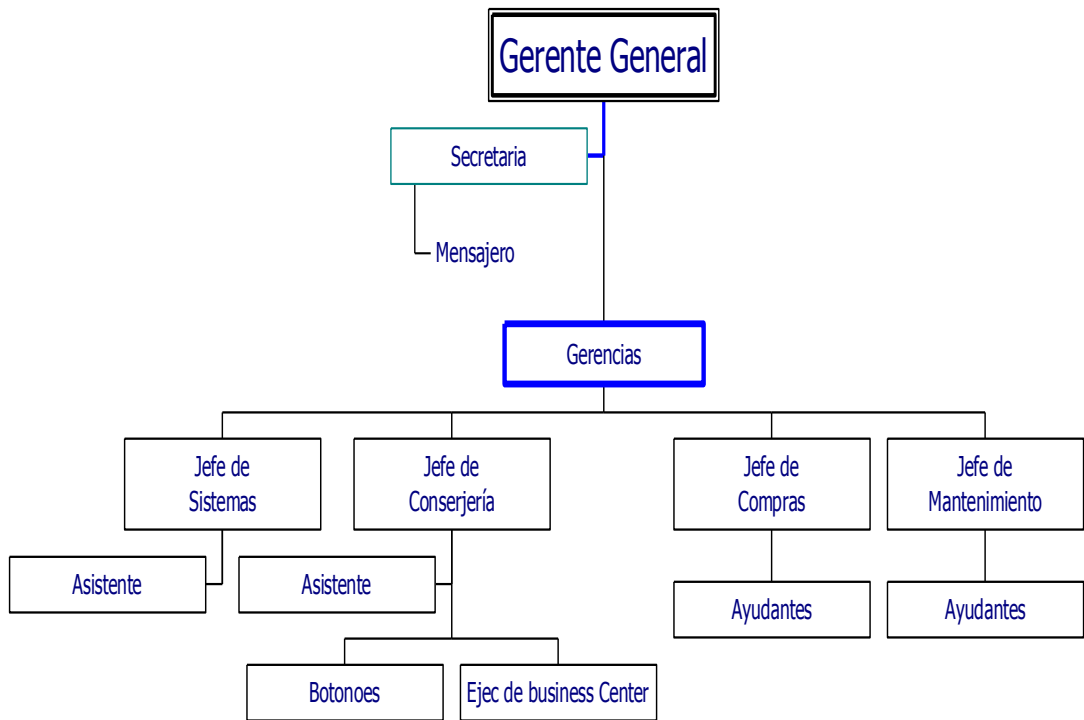 Gerente General
Secretaria
Mensajero
Gerencias
Jefe de
Sistemas
Jefe de
Conserjería
Jefe de
Compras
Jefe de
Mantenimiento
Asistente
Asistente
Ayudantes
Ayudantes
Botonoes
Ejec de business Center